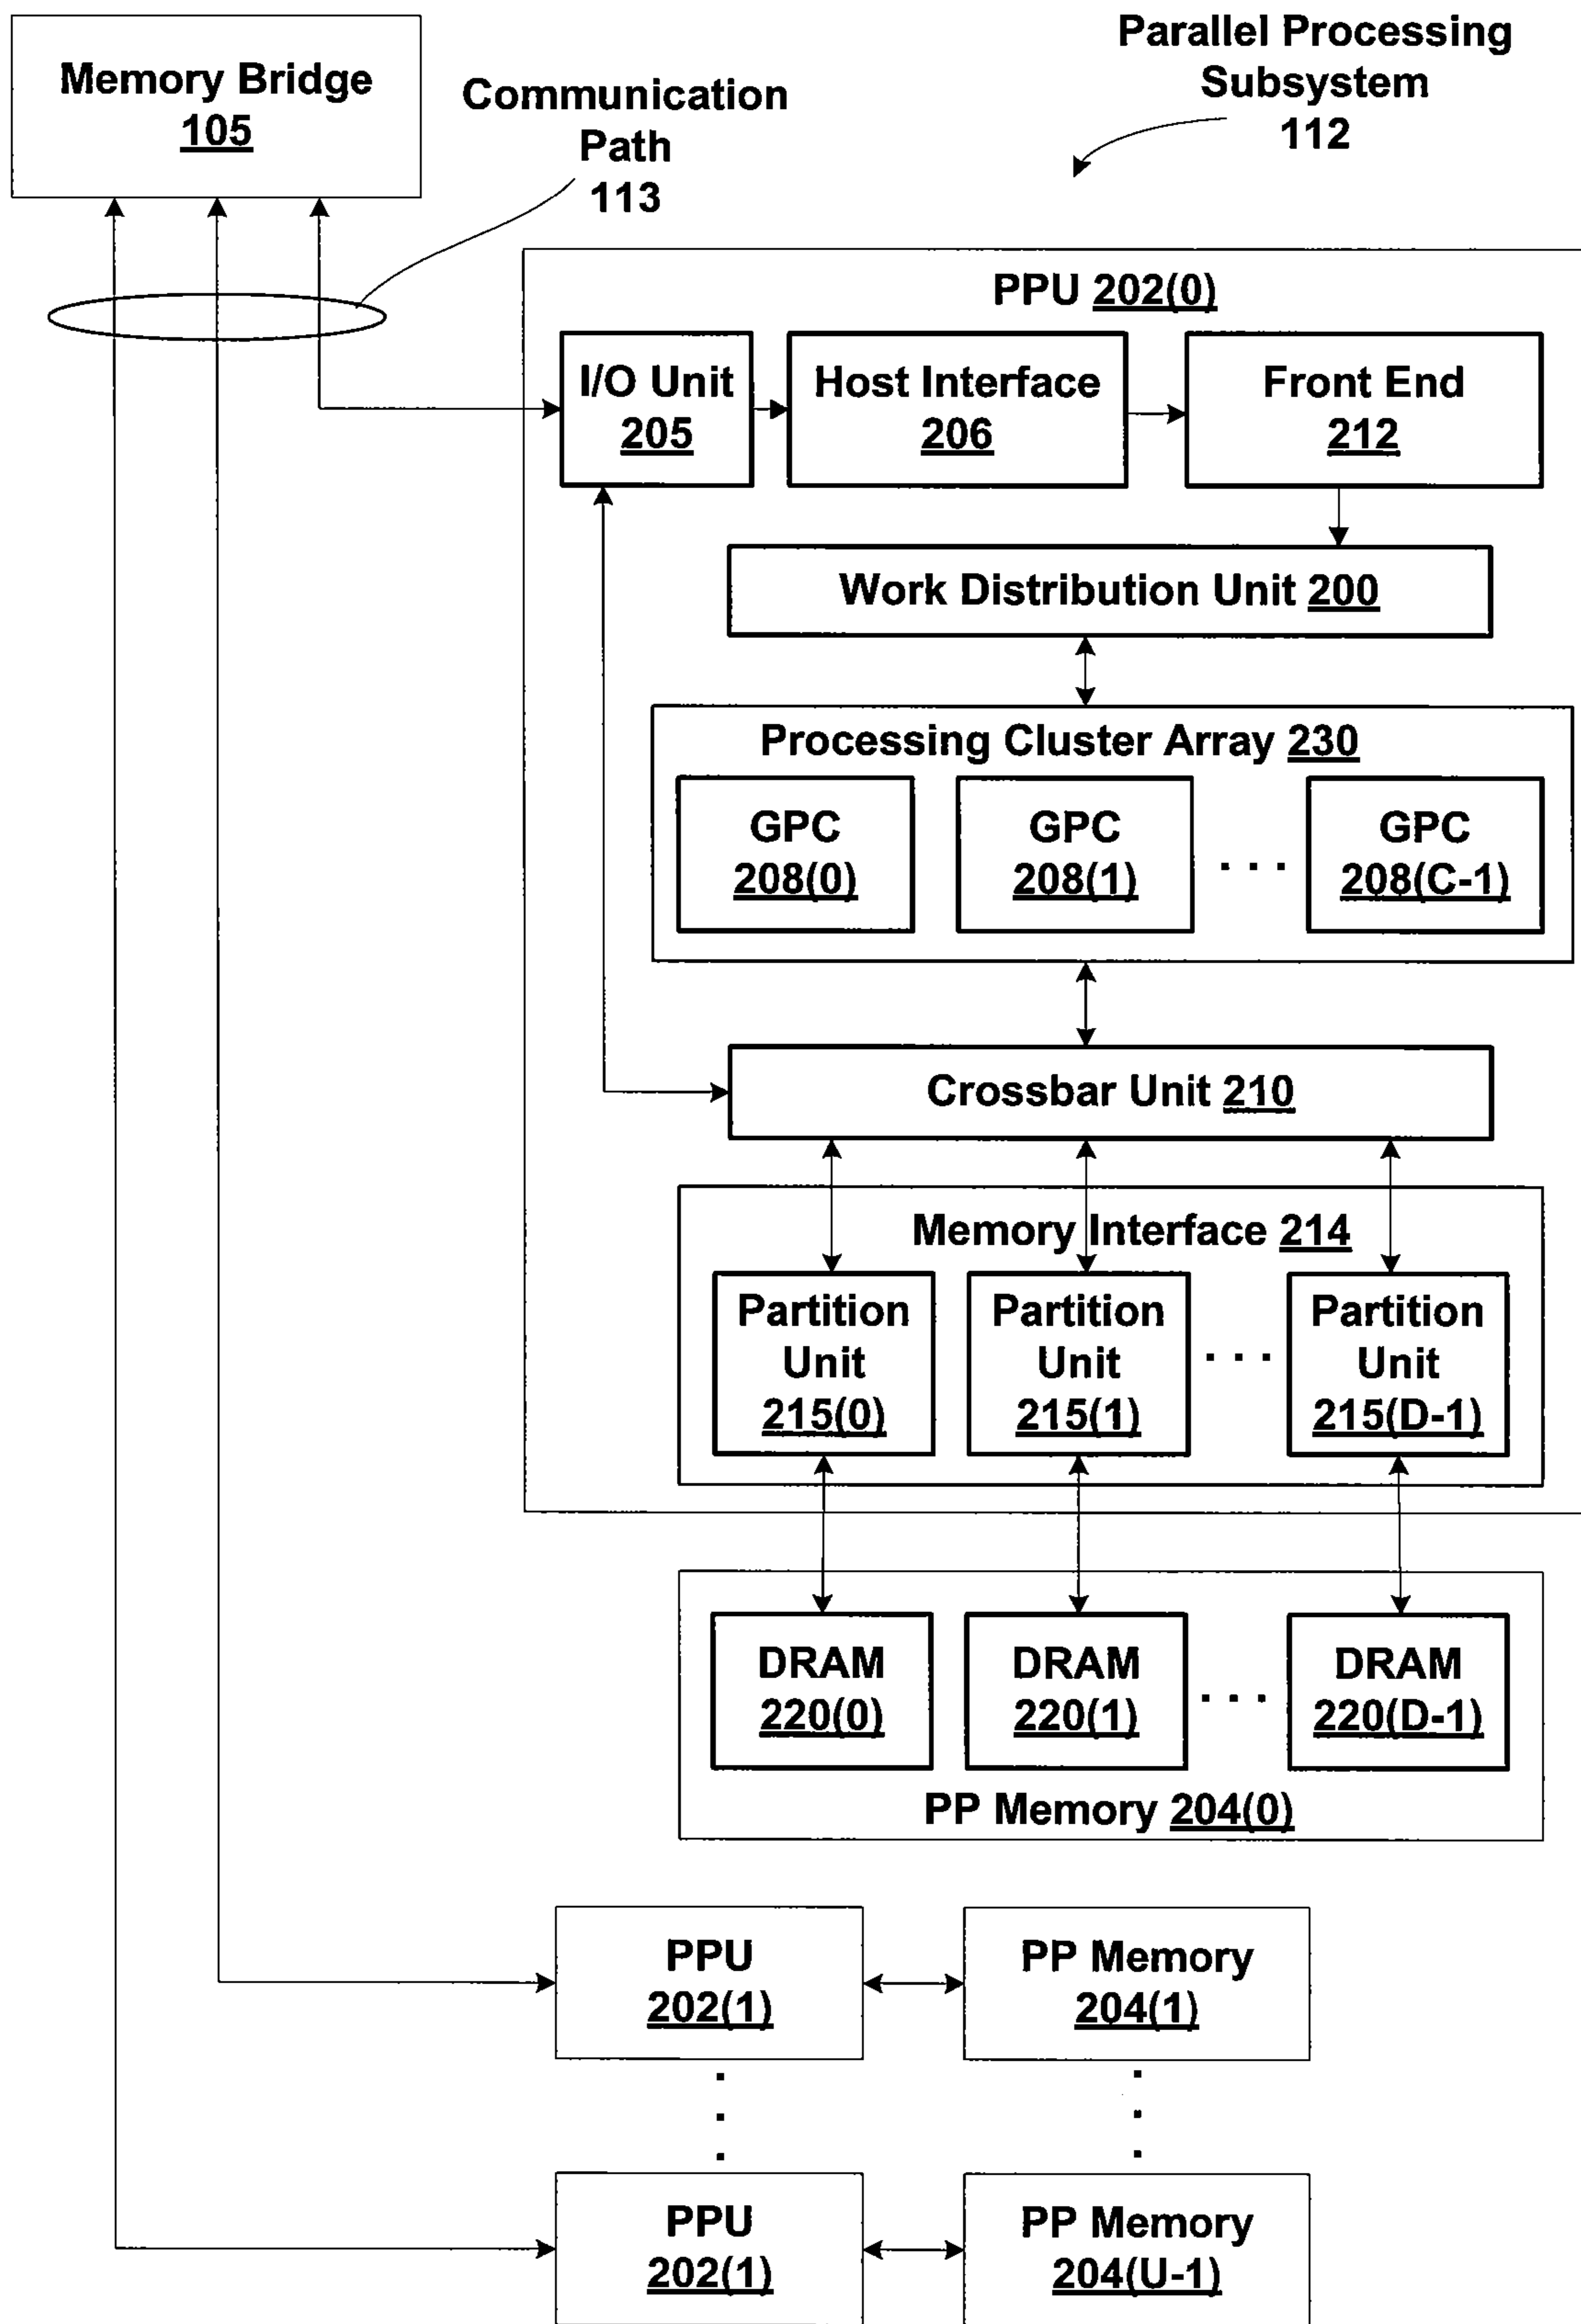 Parallel Processing
Subsystem
112
Memory Bridge
105
Communication
Path
113
PPU 202(0)
I/O Unit
205
Host Interface
206
Front End
212
Work Distribution Unit 200
Processing Cluster Array 230
GPC
208(0)
GPC
208(1)
. . .
GPC
208(C-1)
Crossbar Unit 210
Memory Interface 214
Partition
Unit
215(0)
Partition
Unit
215(1)
. . .
Partition
Unit
215(D-1)
DRAM
220(0)
DRAM
220(1)
. . .
DRAM
220(D-1)
PP Memory 204(0)
PPU
202(1)
PP Memory
204(1)
PPU
202(1)
PP Memory
204(U-1)